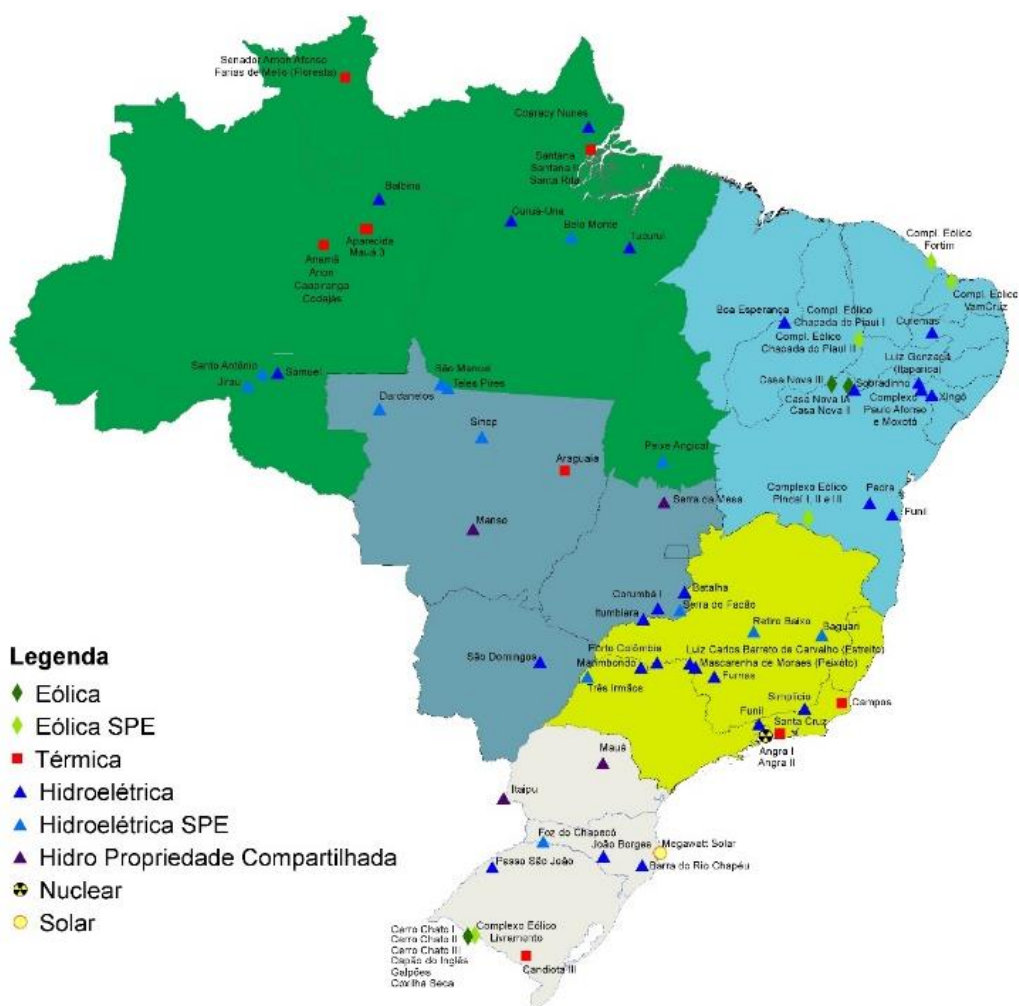 Senador Arnon Afonso
Farias de Mello (Floresta)
Coaracy Nunes
Santana
Santana II
Santa Rita
Balbina
Curuá-Una
Belo Monte
Tucuruí
Aparecida
Mauá 3
Anamã
Anori
Caapiranga
Codajás
Compl. Eólico
Fortim
Compl. Eólico
VamCruz
Boa Esperança
Compl. Eólico
Chapada do Piauí I
Compl. Eólico
Chapada do Piauí II
Curemas
Luiz Gonzaga
(Itaparica)
Casa Nova III
Sobradinho
Casa Nova IA
Casa Nova II
Complexo
Paulo Afonso
e Moxotó
Xingó
Santo Antônio
Jirau
Samuel
São Manoel
Teles Pires
Dardanelos
Sinop
Araguaia
Peixe Angical
Serra da Mesa
Manso
Complexo Eólico
Pindaí I, II e III
Pedra
Funil
Batalha
Corumbá I
Serra do Facão
Itumbiara
Retiro Baixo
Baguari
São Domingos
Porto Colômbia
Marimbondo
Luiz Carlos Barreto de Carvalho (Estreito)
Mascarenha de Moraes (Peixoto)
Três Irmãos
Furnas
Simplício
Campos
Funil
Santa Cruz
Angra I
Angra II
Mauá
Itaipu
Foz do Chapecó
João Borges
Megawatt Solar
Passo São João
Barra do Rio Chapéu
Cerro Chato I
Cerro Chato II
Cerro Chato III
Capão do Inglês
Galpões
Coxilha Seca
Complexo Eólico
Livramento
Candiota III
Legenda
Eólica
Eólica SPE
Térmica
Hidroelétrica
Hidroelétrica SPE
Hidro Propriedade Compartilhada
Nuclear
Solar